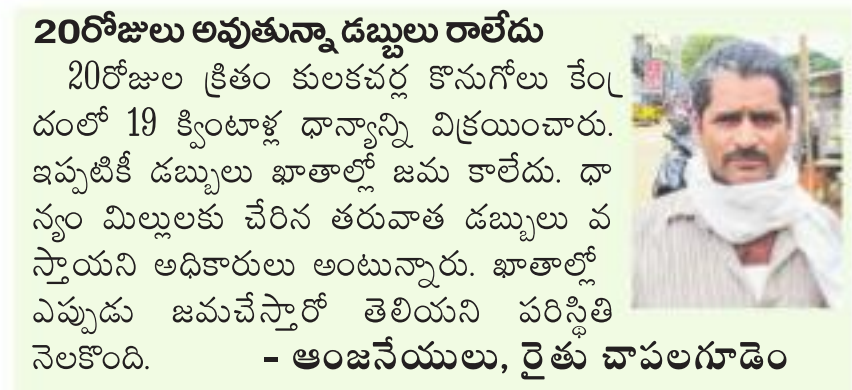 20రోజులు అవుతున్నా డబ్బులు రాలేదు
20రోజుల క్రితం కులకచర్ల కొనుగోలు కేంద్ర
దంలో 19 క్వింటాళ్ల ధాన్యాన్ని విక్రయించారు.
ఇప్పటికీ డబ్బులు ఖాతాల్లో జమ కాలేదు. ధా
న్యం మిల్లులకు చేరిన తరువాత డబ్బులు వ
స్తాయని అధికారులు అంటున్నారు. ఖాతాల్లో
ఎప్పుడు జమచేస్తారో తెలియని పరిస్థితి
నెలకొంది. - ఆంజనేయులు, రైతు చాపలగూడెం